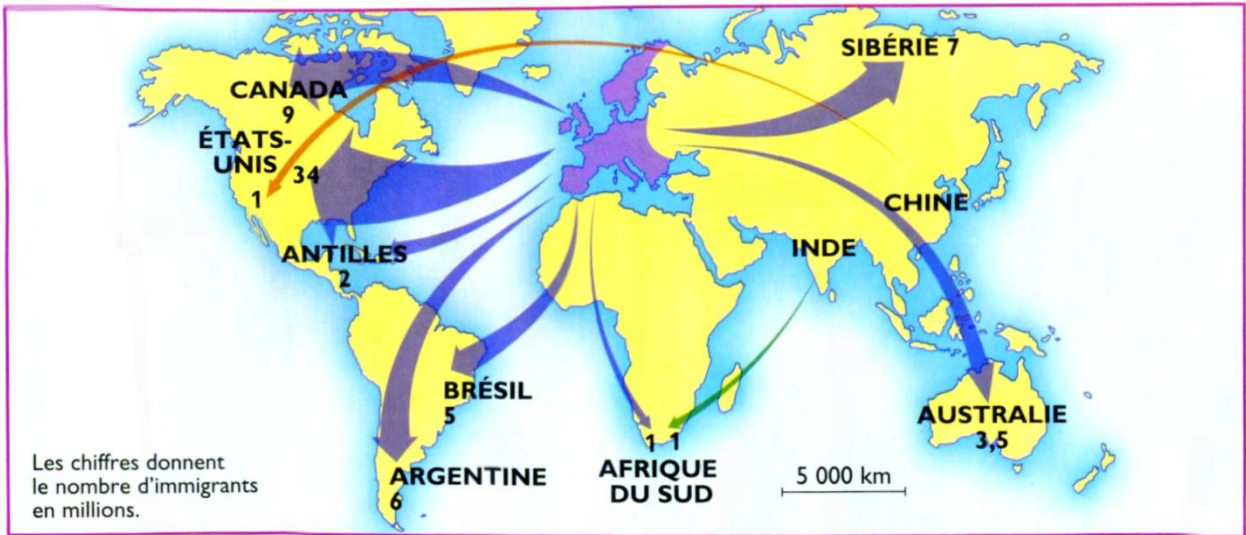 SIBÉRIE 7
CANADA
9
ÉTATS-
UNIS
34
1
CHINE
INDE
ANTILLES
2
BRÉSIL
5
AUSTRALIE
3,5
1 1
AFRIQUE
DU SUD
ARGENTINE
6
5 000 km
Les chiffres donnent
le nombre d'immigrants
en millions.